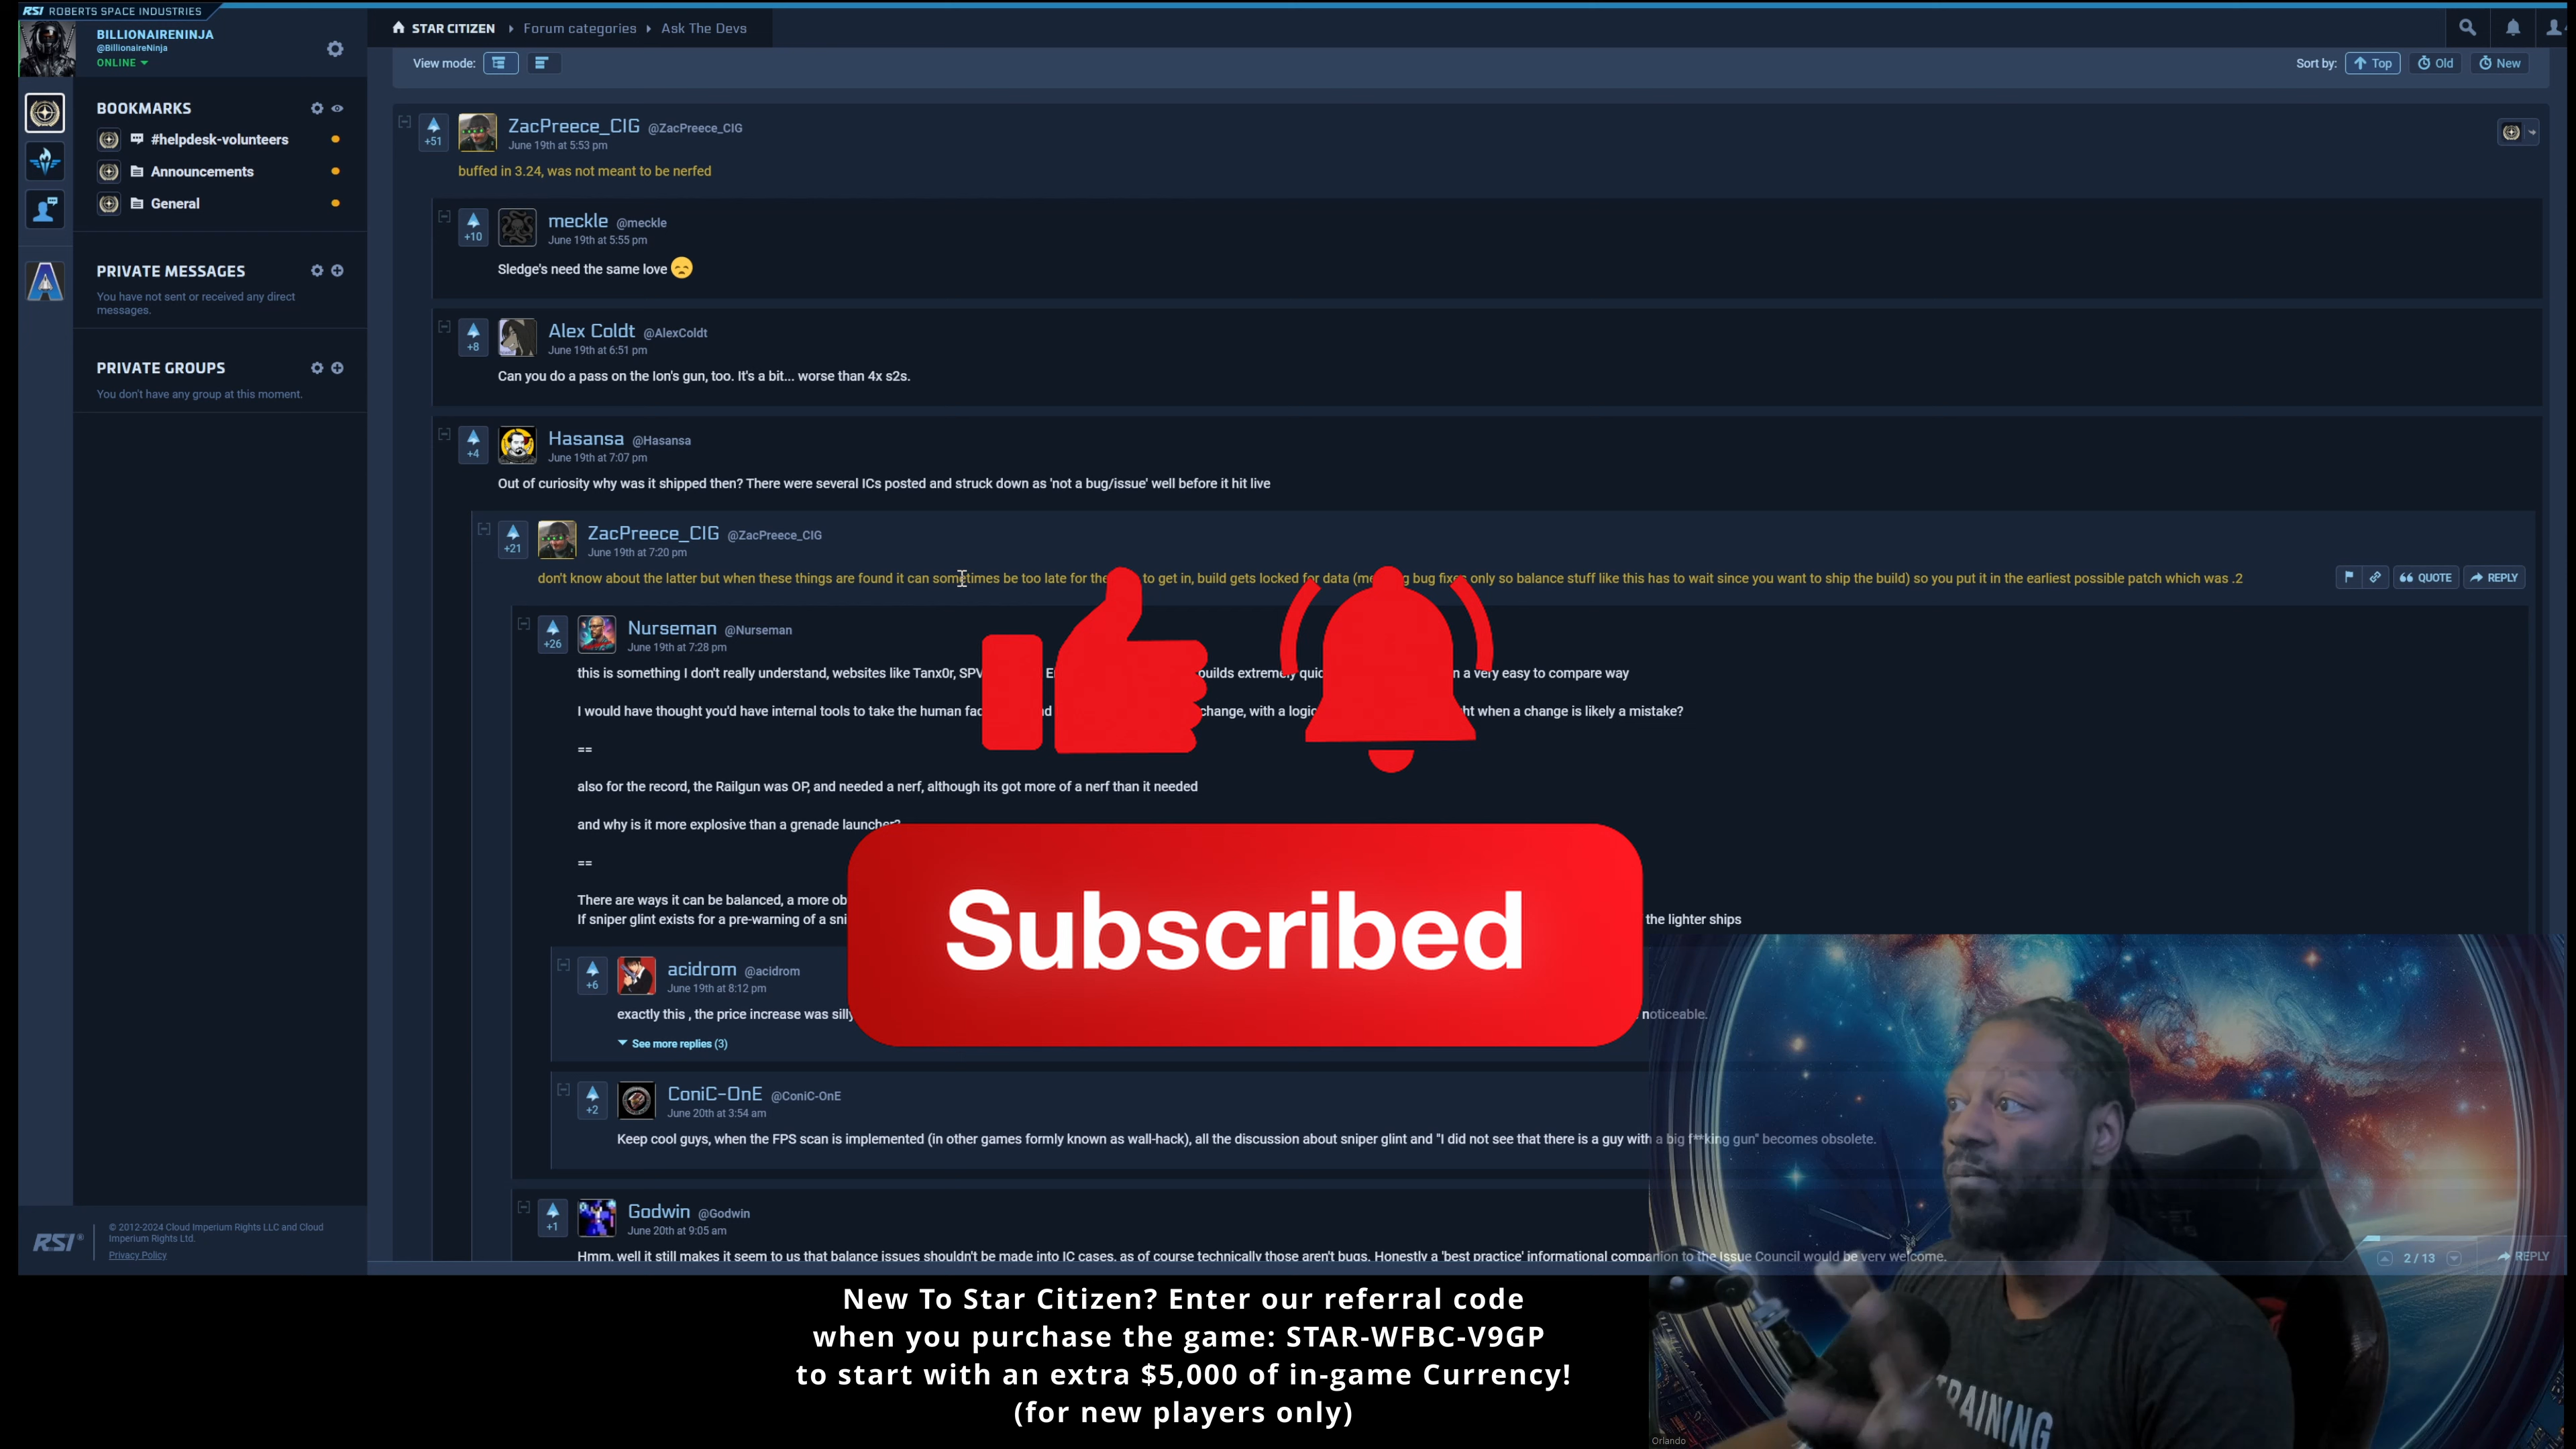 RSI ROBERTS SPACE INDUSTRIES
BILLIONAIRENINJA
@BillionaireNinja
ONLINE
BOOKMARKS
#helpdesk-volunteers
Announcements
General
PRIVATE MESSAGES
You have not sent or received any direct
messages.
PRIVATE GROUPS
You don't have any group at this moment.
RSI
© 2012-2024 Cloud Imperium Rights LLC and Cloud
Imperium Rights Ltd.
Privacy Policy
STAR CITIZEN Forum categories Ask The Devs
View mode:
Sort by: Top Old New
+51
ZacPreece_CIG @ZacPreece_CIG
June 19th at 5:53 pm
buffed in 3.24, was not meant to be nerfed
+10
meckle @meckle
June 19th at 5:55 pm
Sledge's need the same love
+8
Alex Coldt @AlexColdt
June 19th at 6:51 pm
Can you do a pass on the Ion's gun, too. It's a bit... worse than 4x s2s.
+4
Hasansa @Hasansa
June 19th at 7:07 pm
Out of curiosity why was it shipped then? There were several ICs posted and struck down as 'not a bug/issue' well before it hit live
+21
ZacPreece_CIG @ZacPreece_CIG
June 19th at 7:20 pm
don't know about the latter but when these things are found it can sometimes be too late for the to get in, build gets locked for data (me g bug fixes only so balance stuff like this has to wait since you want to ship the build) so you put it in the earliest possible patch which was .2
QUOTE REPLY
+26
Nurseman @Nurseman
June 19th at 7:28 pm
this is something I don't really understand, websites like Tanx0r, SPV E builds extremely quic n a very easy to compare way
I would have thought you'd have internal tools to take the human fac nd change, with a logic ht when a change is likely a mistake?
==
also for the record, the Railgun was OP, and needed a nerf, although its got more of a nerf than it needed
and why is it more explosive than a grenade launcher?
==
There are ways it can be balanced, a more ob
If sniper glint exists for a pre-warning of a sni the lighter ships
+6
acidrom @acidrom
June 19th at 8:12 pm
exactly this , the price increase was silly noticeable.
See more replies (3)
+2
ConiC-OnE @ConiC-OnE
June 20th at 3:54 am
Keep cool guys, when the FPS scan is implemented (in other games formly known as wall-hack), all the discussion about sniper glint and "I did not see that there is a guy with a big f**king gun" becomes obsolete.
+1
Godwin @Godwin
June 20th at 9:05 am
Hmm, well it still makes it seem to us that balance issues shouldn't be made into IC cases, as of course technically those aren't bugs. Honestly a 'best practice' informational companion to the Issue Council would be very welcome.
2 / 13
REPLY
Subscribed
TRAINING
Orlando
New To Star Citizen? Enter our referral code
when you purchase the game: STAR-WFBC-V9GP
to start with an extra $5,000 of in-game Currency!
(for new players only)